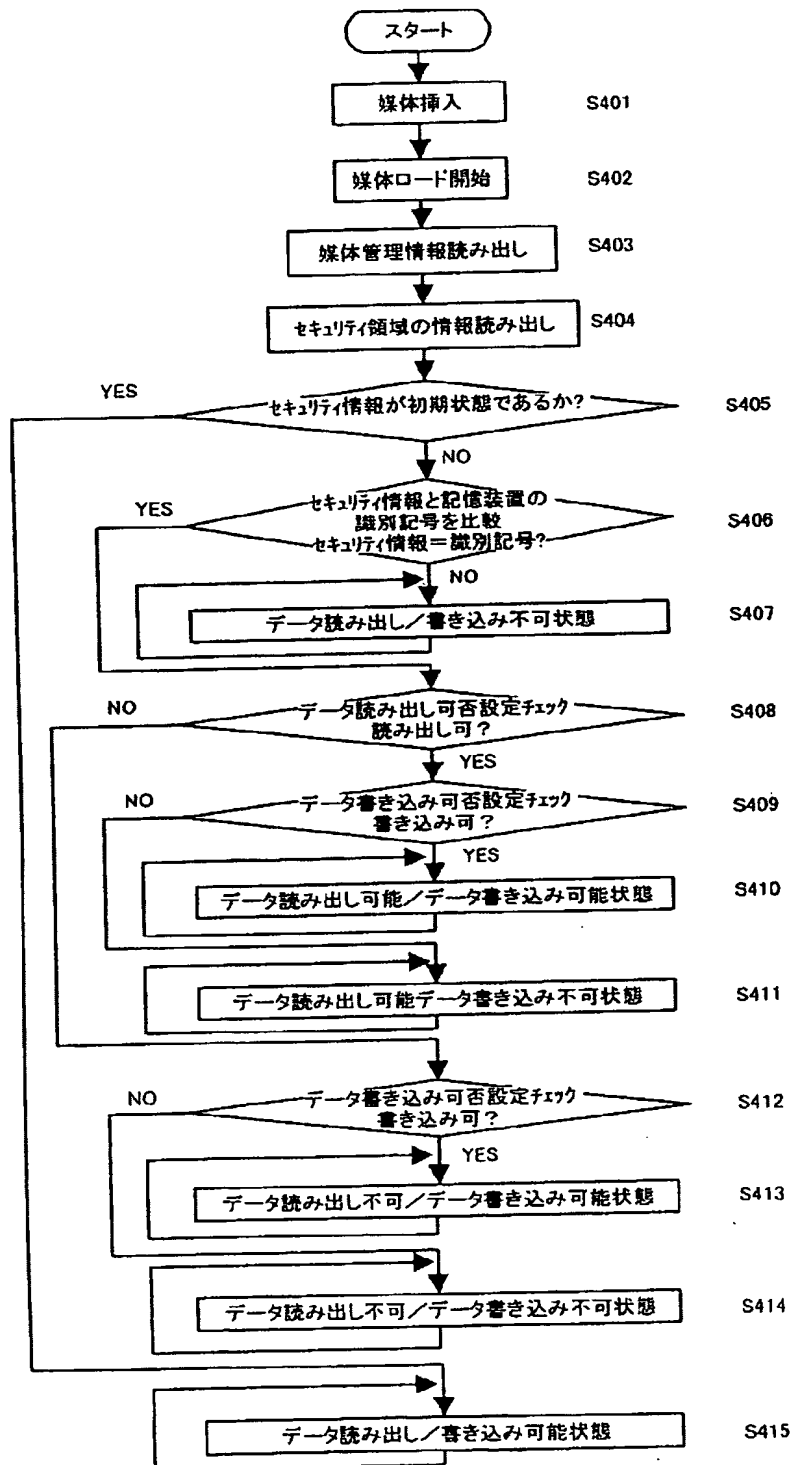 スタート
媒体挿入 S401
媒体ロード開始 S402
媒体管理情報読み出し S403
セキュリティ領域の情報読み出し S404
YES
セキュリティ情報が初期状態であるか? S405
NO
YES
セキュリティ情報と記憶装置の
識別記号を比較 S406
セキュリティ情報=識別記号?
NO
データ読み出し/書き込み不可状態 S407
NO
データ読み出し可否設定チェック S408
読み出し可?
YES
NO
データ書き込み可否設定チェック S409
書き込み可?
YES
データ読み出し可能/データ書き込み可能状態 S410
データ読み出し可能データ書き込み不可状態 S411
NO
データ書き込み可否設定チェック S412
書き込み可?
YES
データ読み出し不可/データ書き込み可能状態 S413
データ読み出し不可/データ書き込み不可状態 S414
データ読み出し/書き込み可能状態 S415